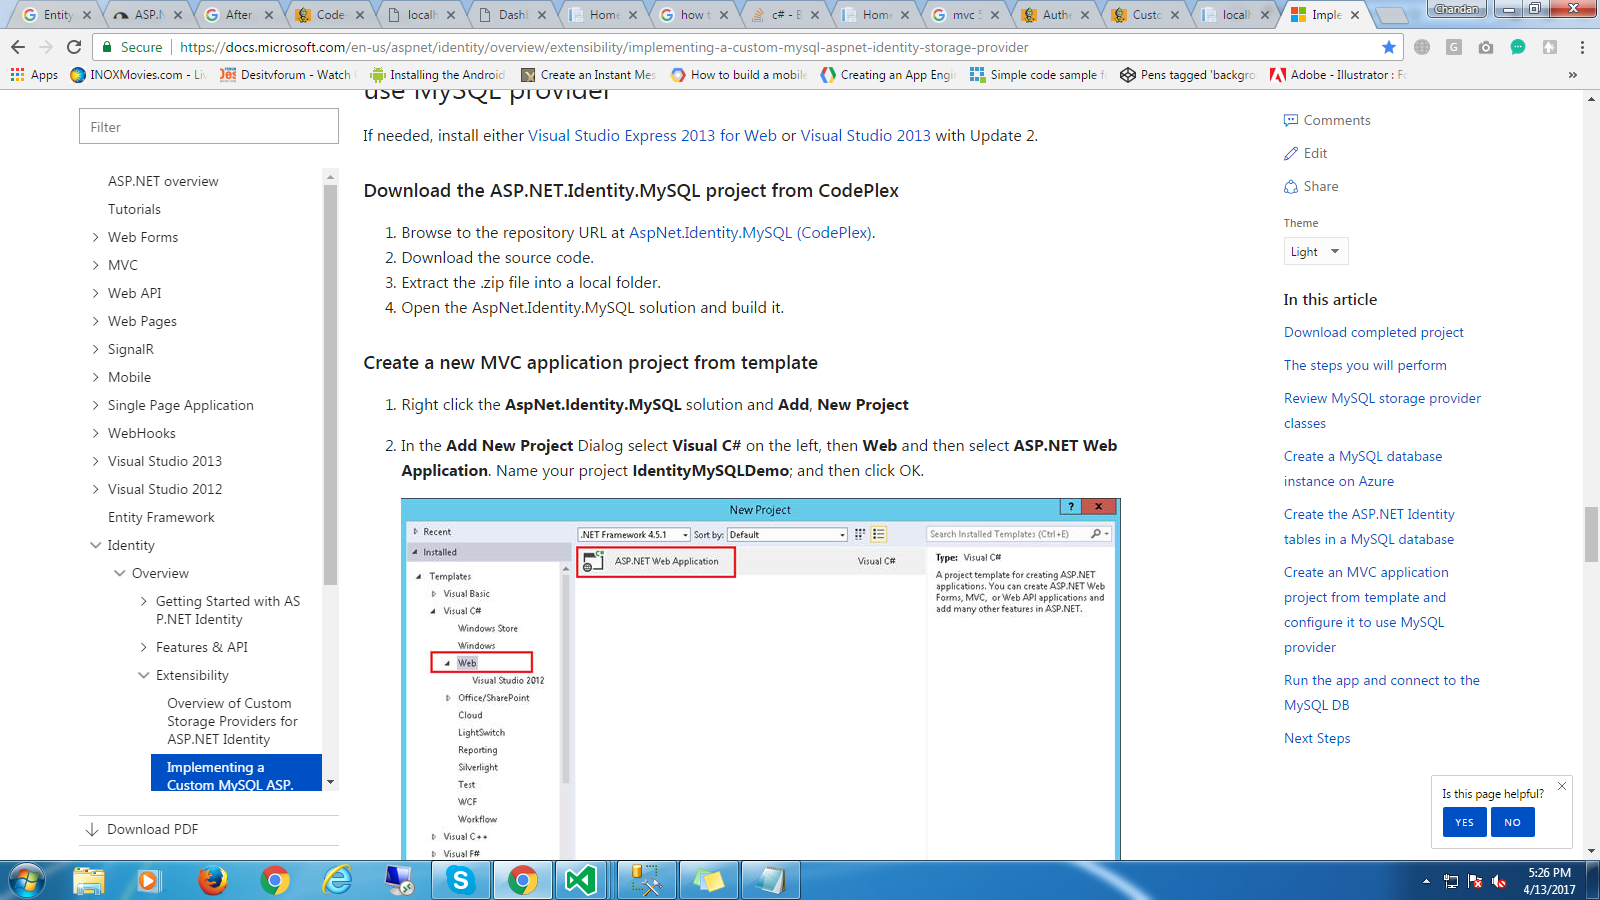 Entity
ASP.N
After
Code
localh
Dashb
Home
how t
c# - B
Home
mvc 5
Authe
Custo
localh
Imple
Chandan
Secure
https://docs.microsoft.com/en-us/aspnet/identity/overview/extensibility/implementing-a-custom-mysql-aspnet-identity-storage-provider
Apps
INOXMovies.com - Liv
Desitvforum - Watch
Installing the Android
Create an Instant Mes
How to build a mobile
Creating an App Engi
Simple code sample f
Pens tagged 'backgro
Adobe - Illustrator : Fo
»
use MySQL provider
Filter
If needed, install either Visual Studio Express 2013 for Web or Visual Studio 2013 with Update 2.
ASP.NET overview
Tutorials
Web Forms
MVC
Web API
Web Pages
SignalR
Mobile
Single Page Application
WebHooks
Visual Studio 2013
Visual Studio 2012
Entity Framework
Identity
Overview
Getting Started with AS
P.NET Identity
Features & API
Extensibility
Overview of Custom
Storage Providers for
ASP.NET Identity
Implementing a
Custom MySQL ASP.
Download PDF
Download the ASP.NET.Identity.MySQL project from CodePlex
1. Browse to the repository URL at AspNet.Identity.MySQL (CodePlex).
2. Download the source code.
3. Extract the .zip file into a local folder.
4. Open the AspNet.Identity.MySQL solution and build it.
Create a new MVC application project from template
1. Right click the AspNet.Identity.MySQL solution and Add, New Project
2. In the Add New Project Dialog select Visual C# on the left, then Web and then select ASP.NET Web
Application. Name your project IdentityMySQLDemo; and then click OK.
New Project
?
Recent
Installed
.NET Framework 4.5.1
Sort by:
Default
Search Installed Templates (Ctrl+E)
Templates
Visual Basic
Visual C#
Windows Store
Windows
Web
Visual Studio 2012
Office/SharePoint
Cloud
LightSwitch
Reporting
Silverlight
Test
WCF
Workflow
Visual C++
Visual F#
ASP.NET Web Application
Visual C#
Type: Visual C#
A project template for creating ASP.NET
applications. You can create ASP.NET Web
Forms, MVC, or Web API applications and
add many other features in ASP.NET.
Comments
Edit
Share
Theme
Light
In this article
Download completed project
The steps you will perform
Review MySQL storage provider
classes
Create a MySQL database
instance on Azure
Create the ASP.NET Identity
tables in a MySQL database
Create an MVC application
project from template and
configure it to use MySQL
provider
Run the app and connect to the
MySQL DB
Next Steps
Is this page helpful?
YES
NO
5:26 PM
4/13/2017